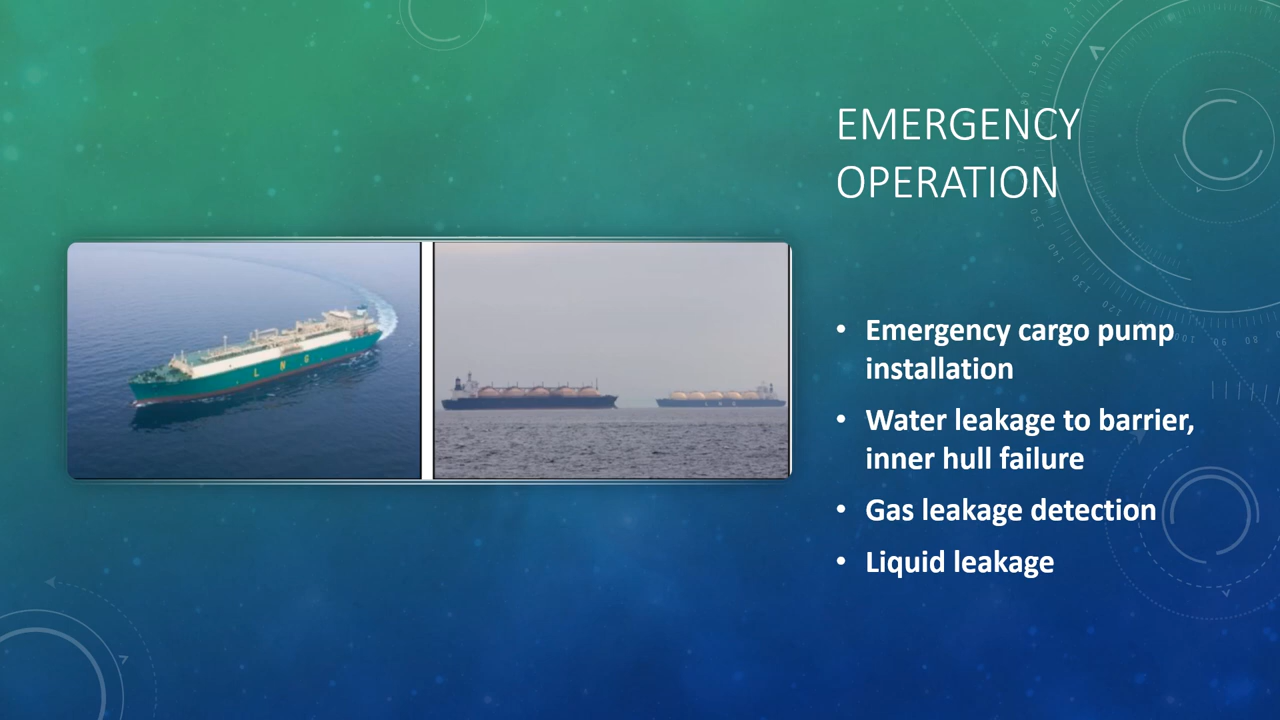 EMERGENCY
OPERATION
L N G
L N G
• Emergency cargo pump
installation
• Water leakage to barrier,
inner hull failure
• Gas leakage detection
• Liquid leakage